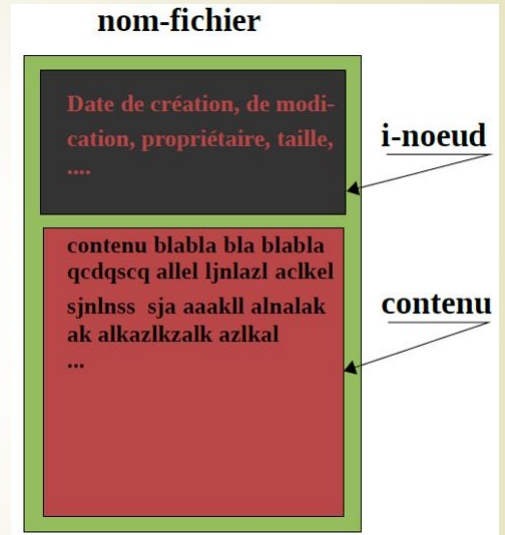 nom-fichier
Date de création, de modi-
cation, propriétaire, taille,
....
i-noeud
contenu blabla bla blabla
qcdqscq allel ljnlazl aclkel
sjnlnss sja aaakll alnalak
ak alkazlkzalk azlkal
...
contenu